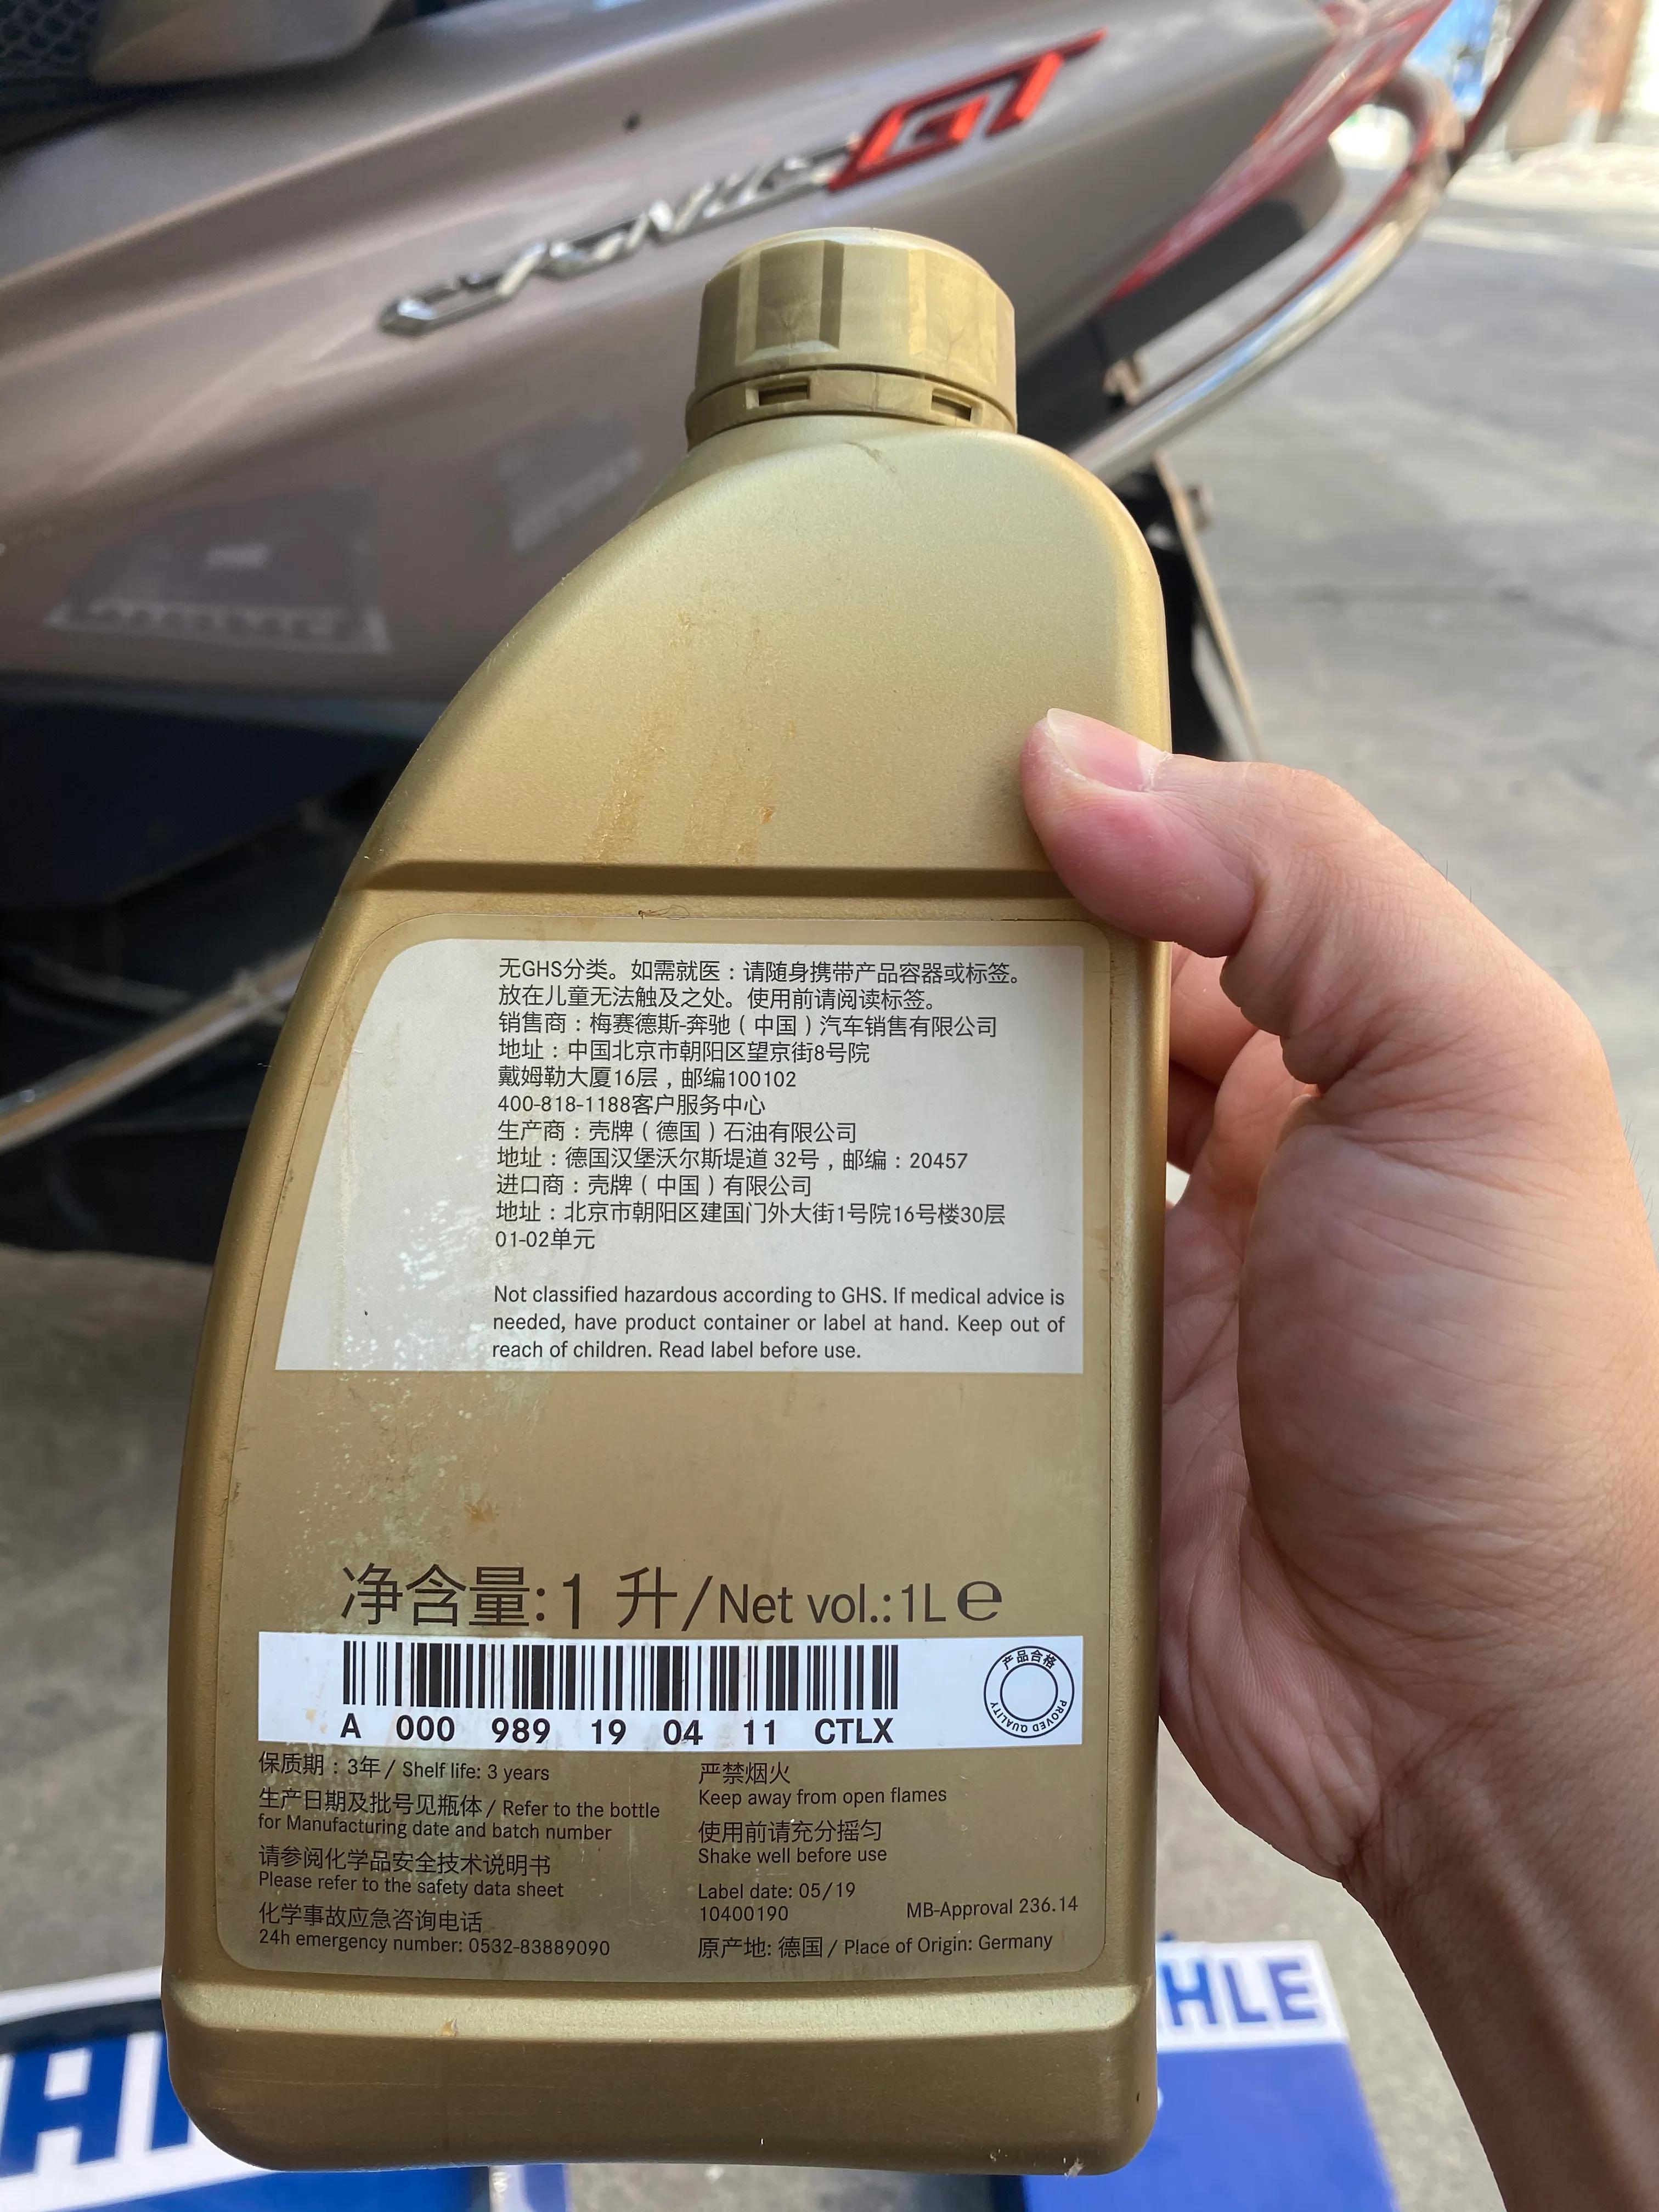 CYGNUS GT
无GHS分类。如需就医：请随身携带产品容器或标签。
放在儿童无法触及之处。使用前请阅读标签。
销售商：梅赛德斯-奔驰（中国）汽车销售有限公司
地址：中国北京市朝阳区望京街8号院
戴姆勒大厦16层，邮编100102
400-818-1188客户服务中心
生产商：壳牌（德国）石油有限公司
地址：德国汉堡沃尔斯堤道 32号，邮编：20457
进口商：壳牌（中国）有限公司
地址：北京市朝阳区建国门外大街1号院16号楼30层
01-02单元
Not classified hazardous according to GHS. If medical advice is
needed, have product container or label at hand. Keep out of
reach of children. Read label before use.
净含量:1 升/Net vol.:1L e
A 000 989 19 04 11 CTLX
产品合格
PROVED QUALITY
保质期：3年/ Shelf life: 3 years
生产日期及批号见瓶体/ Refer to the bottle
for Manufacturing date and batch number
请参阅化学品安全技术说明书
Please refer to the safety data sheet
化学事故应急咨询电话
24h emergency number: 0532-83889090
严禁烟火
Keep away from open flames
使用前请充分摇匀
Shake well before use
Label date: 05/19
10400190
MB-Approval 236.14
原产地: 德国/ Place of Origin: Germany
HLE